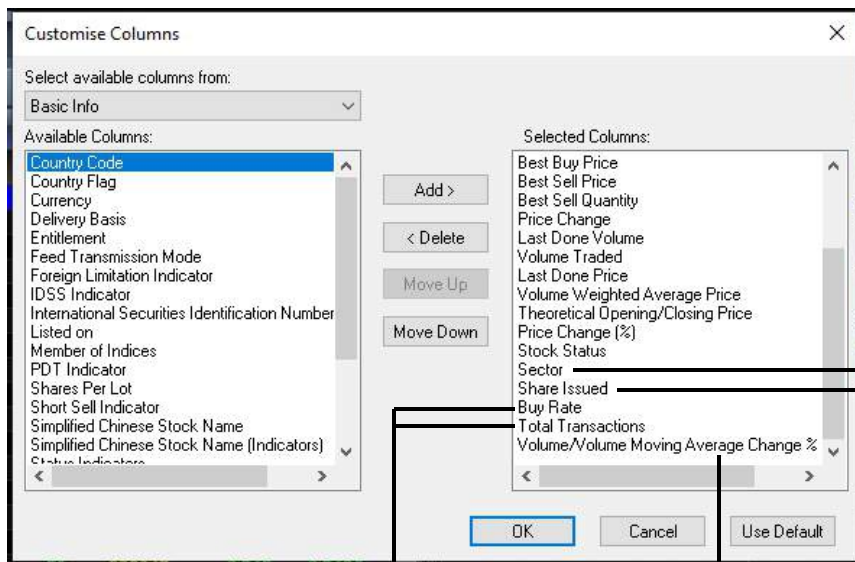 Customise Columns
Select available columns from:
Basic Info
Available Columns:
Country Code
Country Flag
Currency
Delivery Basis
Entitlement
Feed Transmission Mode
Foreign Limitation Indicator
IDSS Indicator
International Securities Identification Number
Listed on
Member of Indices
PDT Indicator
Shares Per Lot
Short Sell Indicator
Simplified Chinese Stock Name
Simplified Chinese Stock Name (Indicators)
Status Indicators
Add >
< Delete
Move Up
Move Down
Selected Columns:
Best Buy Price
Best Sell Price
Best Sell Quantity
Price Change
Last Done Volume
Volume Traded
Last Done Price
Volume Weighted Average Price
Theoretical Opening/Closing Price
Price Change (%)
Stock Status
Sector
Share Issued
Buy Rate
Total Transactions
Volume/Volume Moving Average Change %
OK
Cancel
Use Default